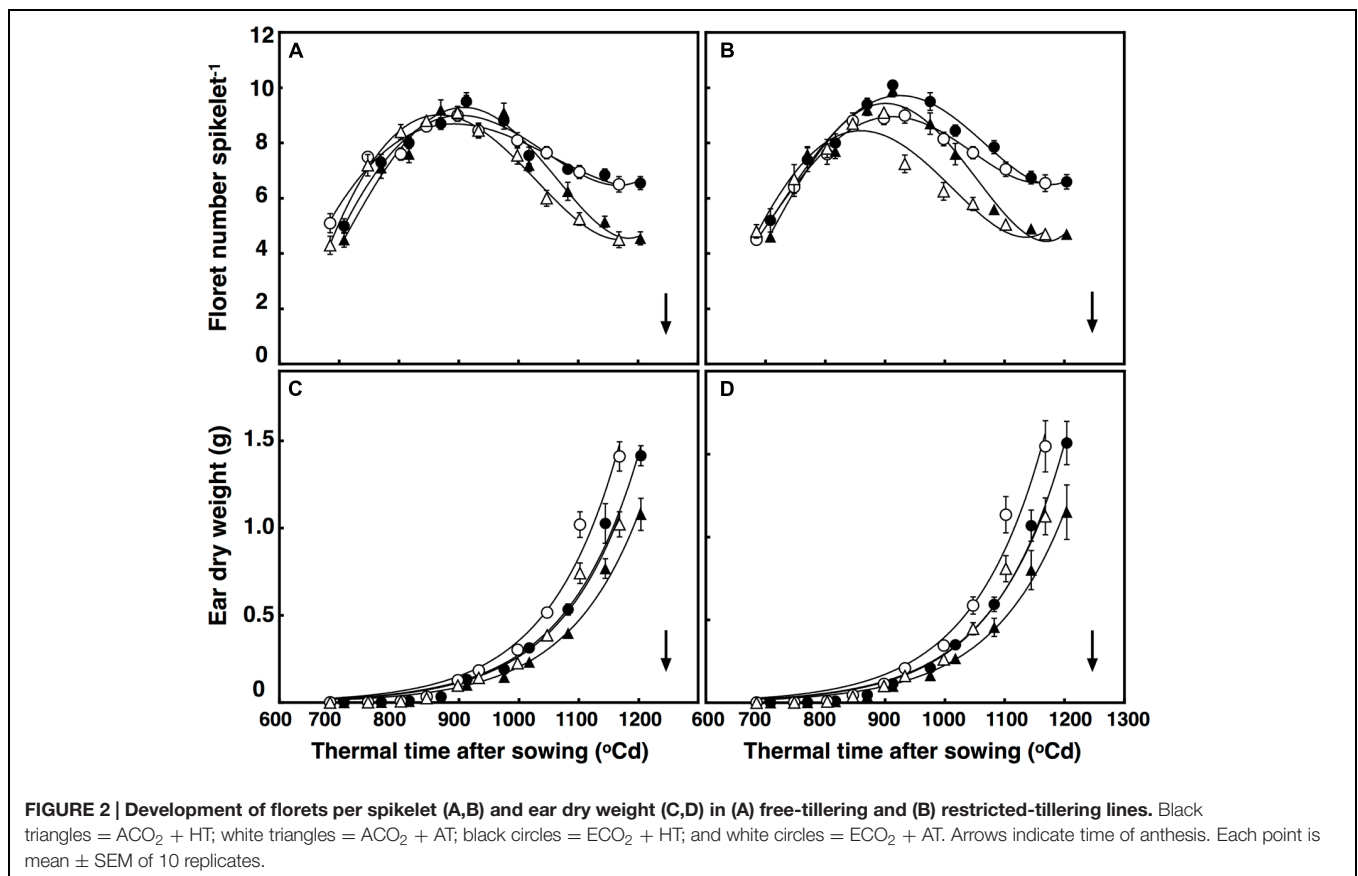 A
B
12
10
8
6
4
2
0
Floret number spikelet⁻¹
C
D
1.5
1.0
0.5
0
Ear dry weight (g)
600 700 800 900 1000 1100 1200 600 700 800 900 1000 1100 1200 1300
Thermal time after sowing (ºCd) Thermal time after sowing (ºCd)
FIGURE 2 | Development of florets per spikelet (A,B) and ear dry weight (C,D) in (A) free-tillering and (B) restricted-tillering lines. Black
triangles = ACO₂ + HT; white triangles = ACO₂ + AT; black circles = ECO₂ + HT; and white circles = ECO₂ + AT. Arrows indicate time of anthesis. Each point is
mean ± SEM of 10 replicates.